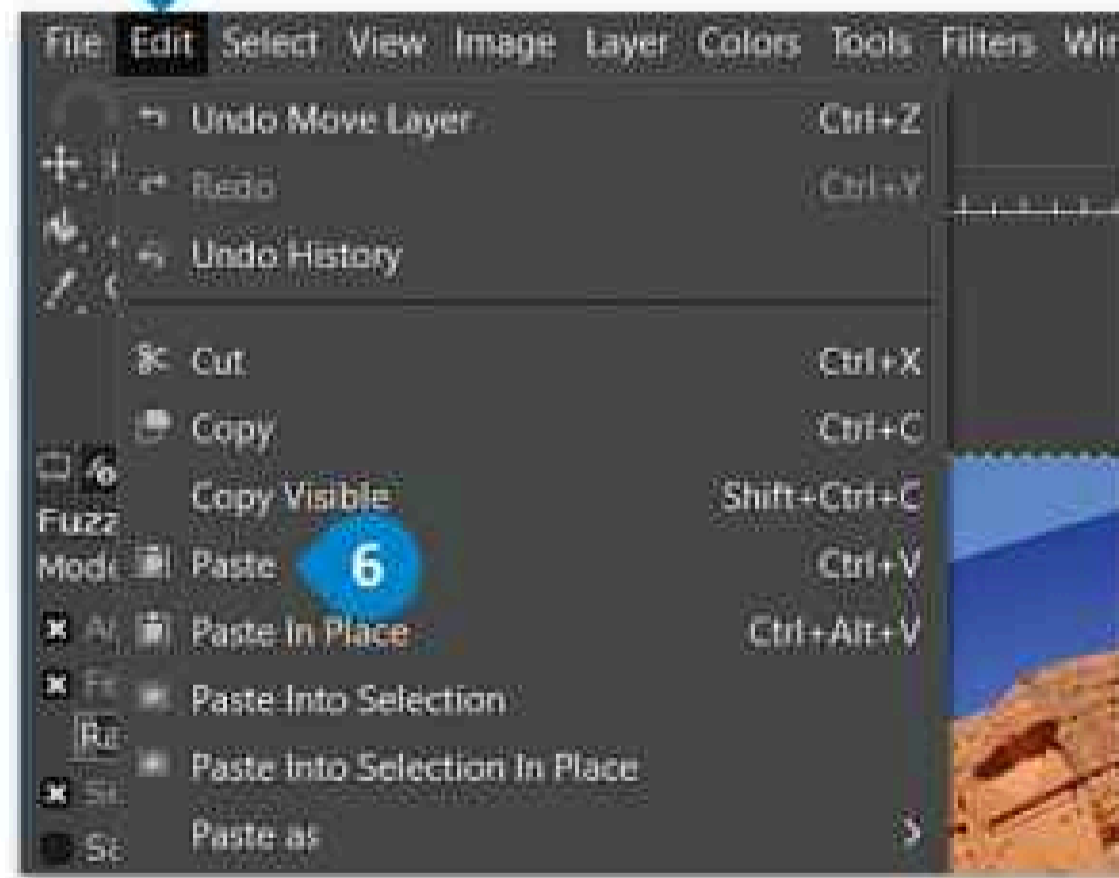 File Edit Select View Image Layer Colors Tools Filters
Undo Move Layer Ctrl+Z
Redo Ctrl+Y
Undo History
Cut Ctrl+X
Copy Ctrl+C
Copy Visible Shift+Ctrl+C
Fuzz
Paste 6 Ctrl+V
Paste In Place Ctrl+Alt+V
Paste Into Selection
Paste Into Selection In Place
Paste as